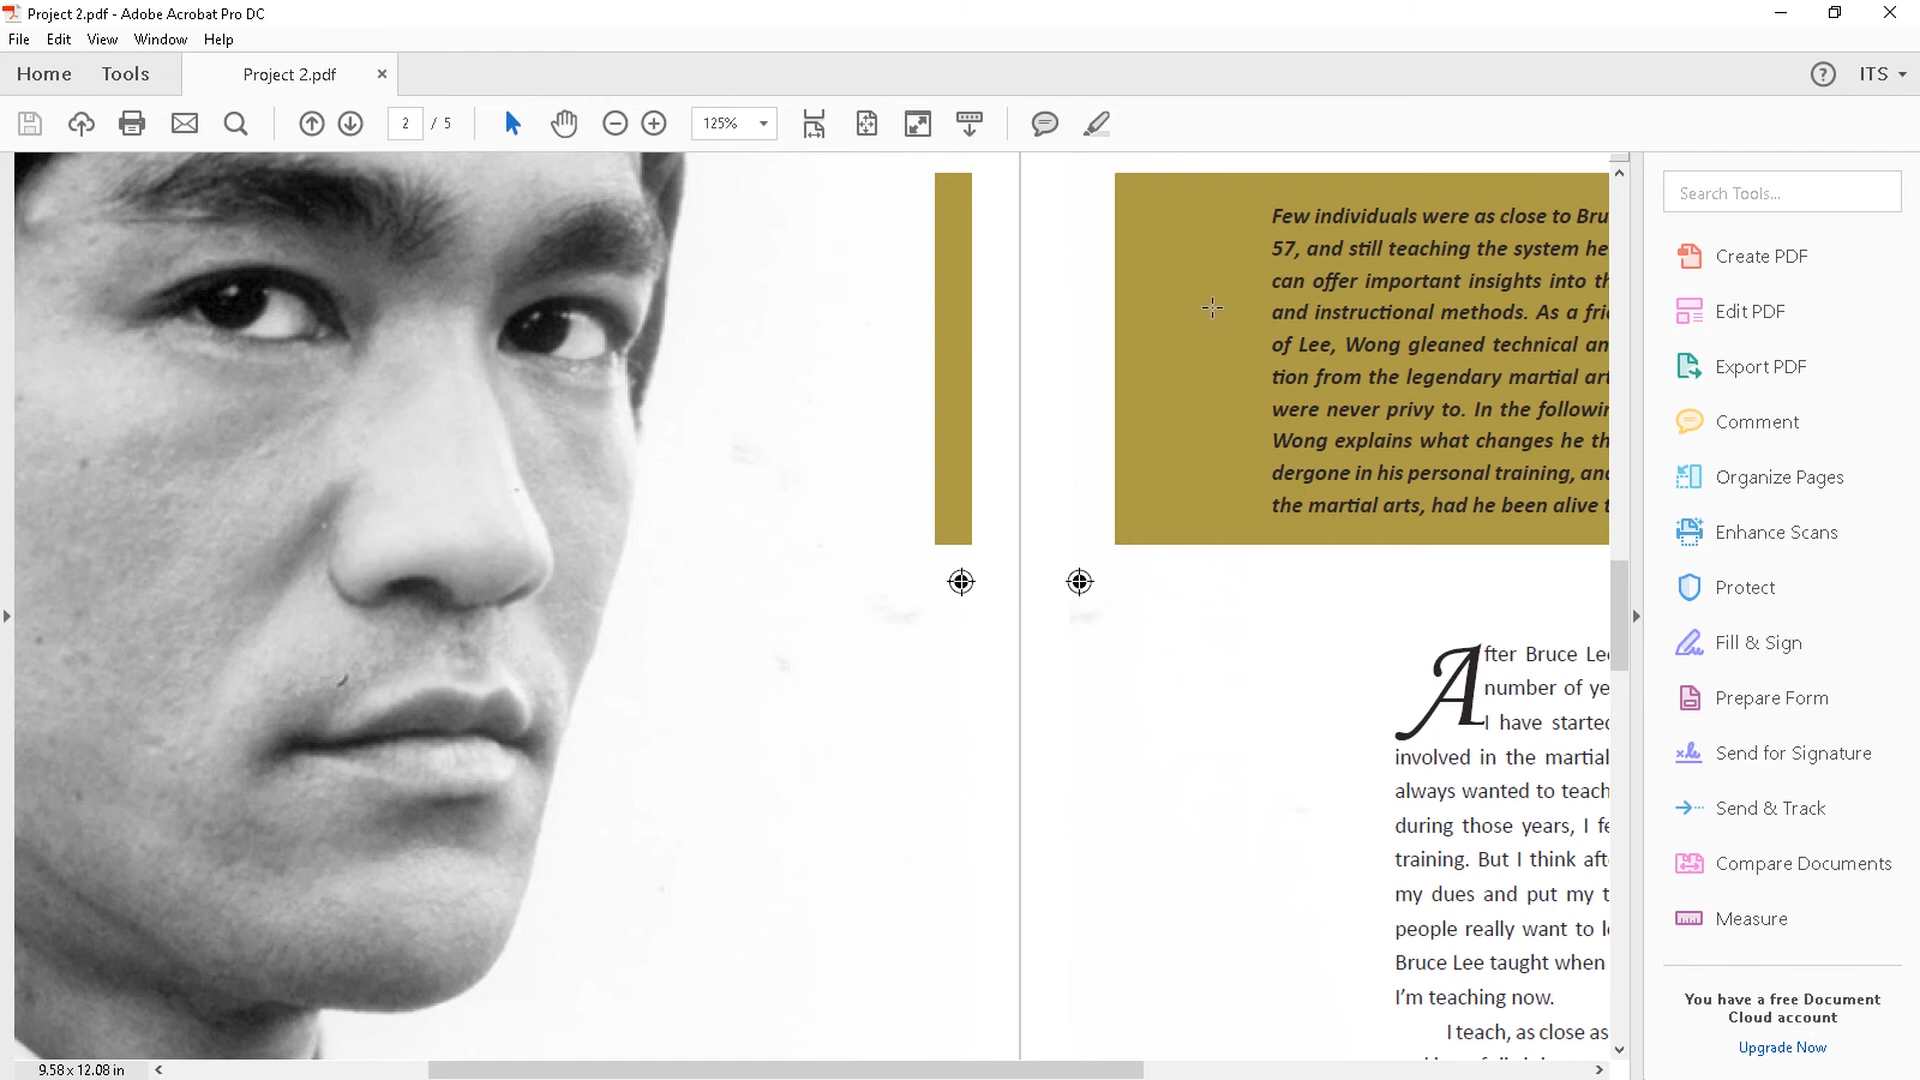 Project 2.pdf - Adobe Acrobat Pro DC
File Edit View Window Help
Home Tools Project 2.pdf × ? ITS
2 / 5 125%
Few individuals were as close to Bru
57, and still teaching the system he
can offer important insights into th
and instructional methods. As a frie
of Lee, Wong gleaned technical an
tion from the legendary martial art
were never privy to. In the followin
Wong explains what changes he th
dergone in his personal training, and
the martial arts, had he been alive t
After Bruce Lee
number of ye
I have started
involved in the martial
always wanted to teach
during those years, I fe
training. But I think aft
my dues and put my t
people really want to le
Bruce Lee taught when
I'm teaching now.
I teach, as close as
Search Tools...
Create PDF
Edit PDF
Export PDF
Comment
Organize Pages
Enhance Scans
Protect
Fill & Sign
Prepare Form
Send for Signature
Send & Track
Compare Documents
Measure
You have a free Document
Cloud account
Upgrade Now
9.58 x 12.08 in